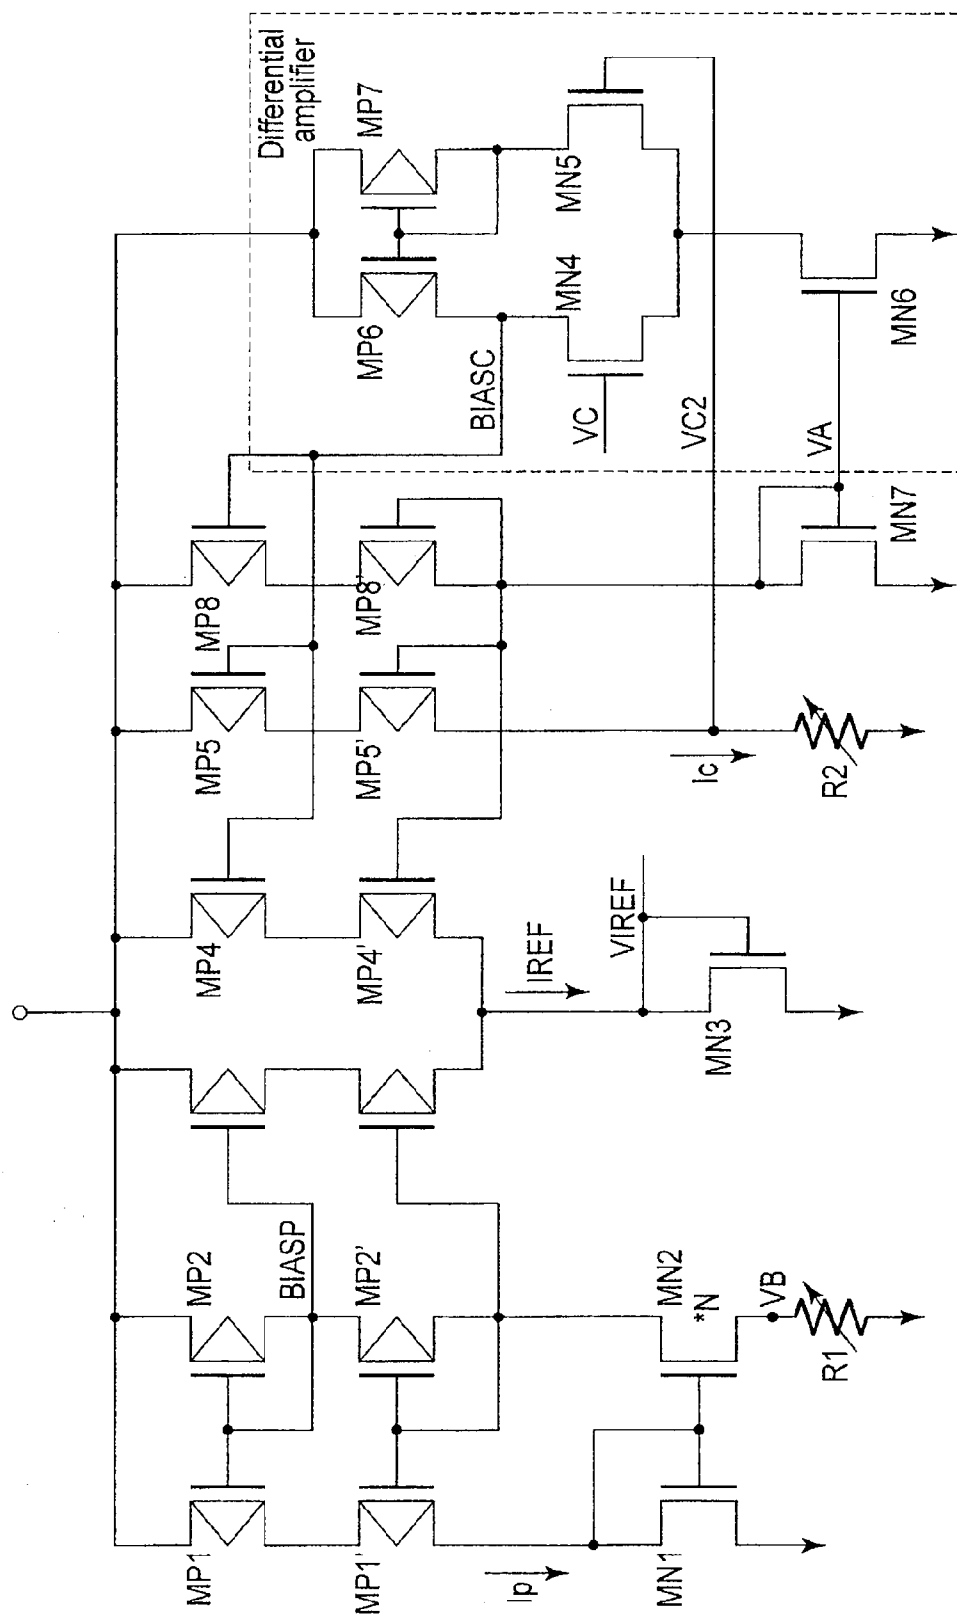 Differential
amplifier
MP7
MP6
MN5
MN4
BIASC
VC
VC2
VA
MN6
MN7
MP8
MP8'
MP5
MP5'
Ic
R2
MP4
MP4'
IREF
VIREF
MN3
MP2
BIASP
MP2'
MN2
*N
VB
R1
MP1
MP1'
Ip
MN1